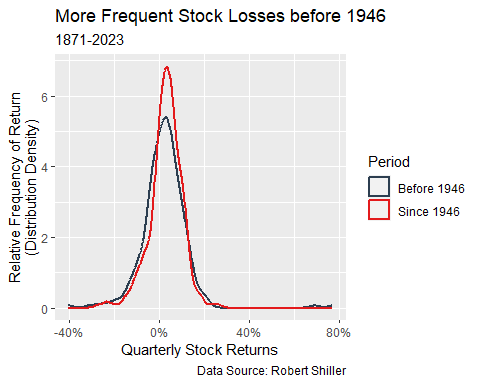 More Frequent Stock Losses before 1946
1871-2023
Relative Frequency of Return
(Distribution Density)
6
4
2
0
-40%
0%
40%
80%
Quarterly Stock Returns
Period
Before 1946
Since 1946
Data Source: Robert Shiller